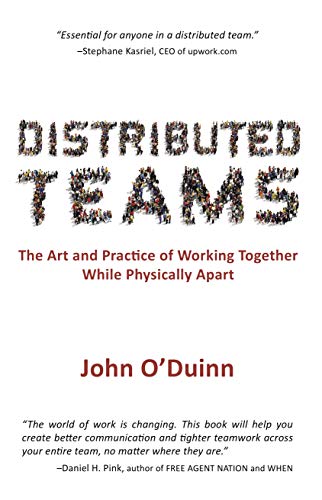 “Essential for anyone in a distributed team.”
–Stephane Kasriel, CEO of upwork.com
DISTRIBUTED
TEAMS
The Art and Practice of Working Together
While Physically Apart
John O’Duinn
“The world of work is changing. This book will help you
create better communication and tighter teamwork across
your entire team, no matter where they are.”
–Daniel H. Pink, author of FREE AGENT NATION and WHEN